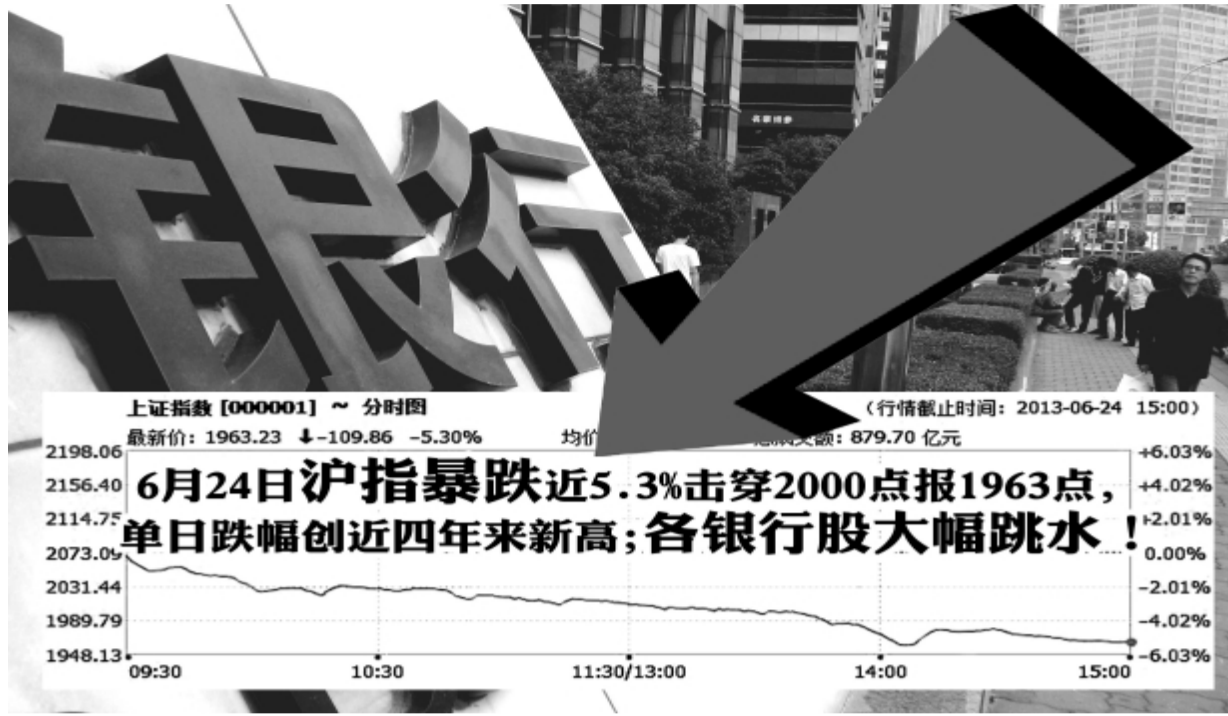 银行
上证指数 [000001] ~ 分时图
(行情截止时间: 2013-06-24 15:00)
最新价: 1963.23 ↓-109.86 -5.30% 均价 额: 879.70 亿元
2198.06 +6.03%
6月24日沪指暴跌近5.3%击穿2000点报1963点，
2156.40 +4.02%
2114.75 +2.01%
单日跌幅创近四年来新高;各银行股大幅跳水！
2073.09 0.00%
2031.44 -2.01%
1989.79 -4.02%
1948.13 -6.03%
09:30 10:30 11:30/13:00 14:00 15:00